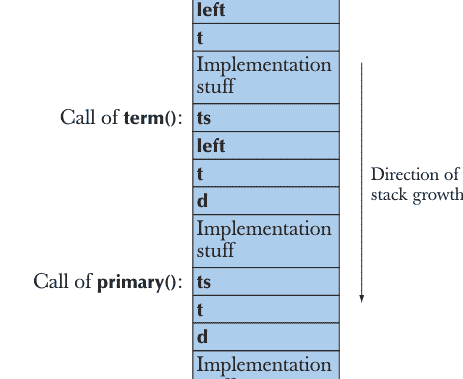 left
t
Implementation
stuff
Call of term(): ts
left
t
Direction of
stack growth
d
Implementation
stuff
Call of primary(): ts
t
d
Implementation